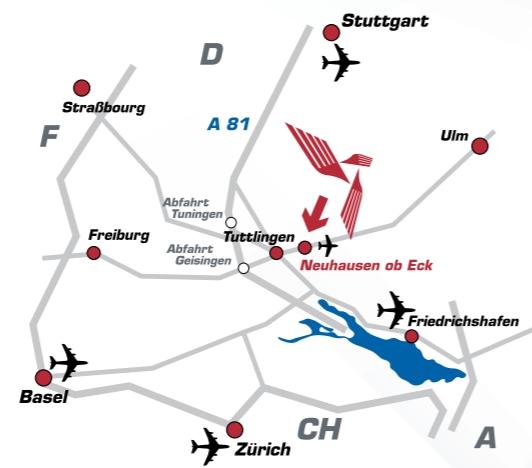 Stuttgart
D
Straßbourg
A 81
F
Ulm
Abfahrt
Tuningen
Freiburg
Tuttlingen
Abfahrt
Geisingen
Neuhausen ob Eck
Friedrichshafen
Basel
CH
A
Zürich